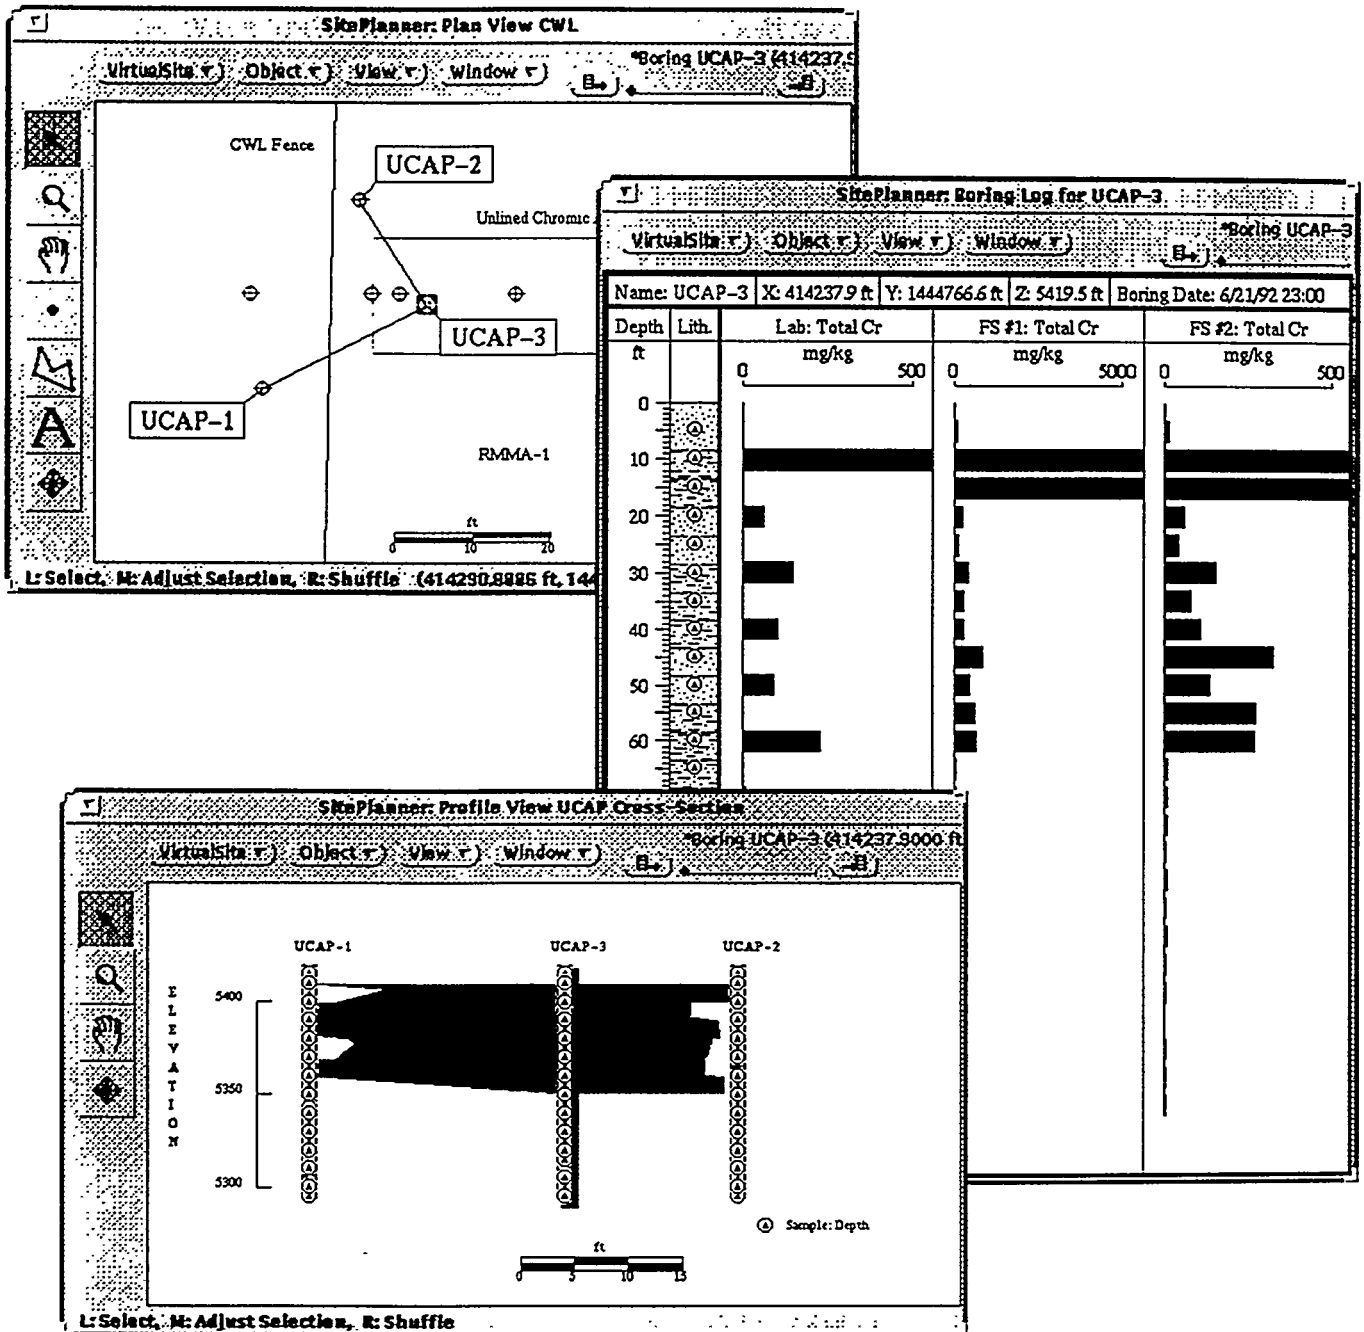 SitePlanner: Plan View CWL
*Boring UCAP-3 (414237.9
VirtualSite Object View Window
CWL Fence
UCAP-2
Unlined Chromic
UCAP-3
UCAP-1
RMMA-1
ft
0 10 20
L: Select, M: Adjust Selection, R: Shuffle (414290.8886 ft, 144
A
SitePlanner: Boring Log for UCAP-3
*Boring UCAP-3
VirtualSite Object View Window
Name: UCAP-3 X: 414237.9 ft Y: 1444766.6 ft Z: 5419.5 ft Boring Date: 6/21/92 23:00
Depth Lith. Lab: Total Cr FS #1: Total Cr FS #2: Total Cr
ft mg/kg mg/kg mg/kg
0 500 0 5000 0 500
0
10
20
30
40
50
60
SitePlanner: Profile View UCAP Cross-Section
*Boring UCAP-3 (414237.9000 ft
VirtualSite Object View Window
UCAP-1 UCAP-3 UCAP-2
ELEVATION
5400
5350
5300
Sample: Depth
ft
0 5 10 15
L: Select, M: Adjust Selection, R: Shuffle